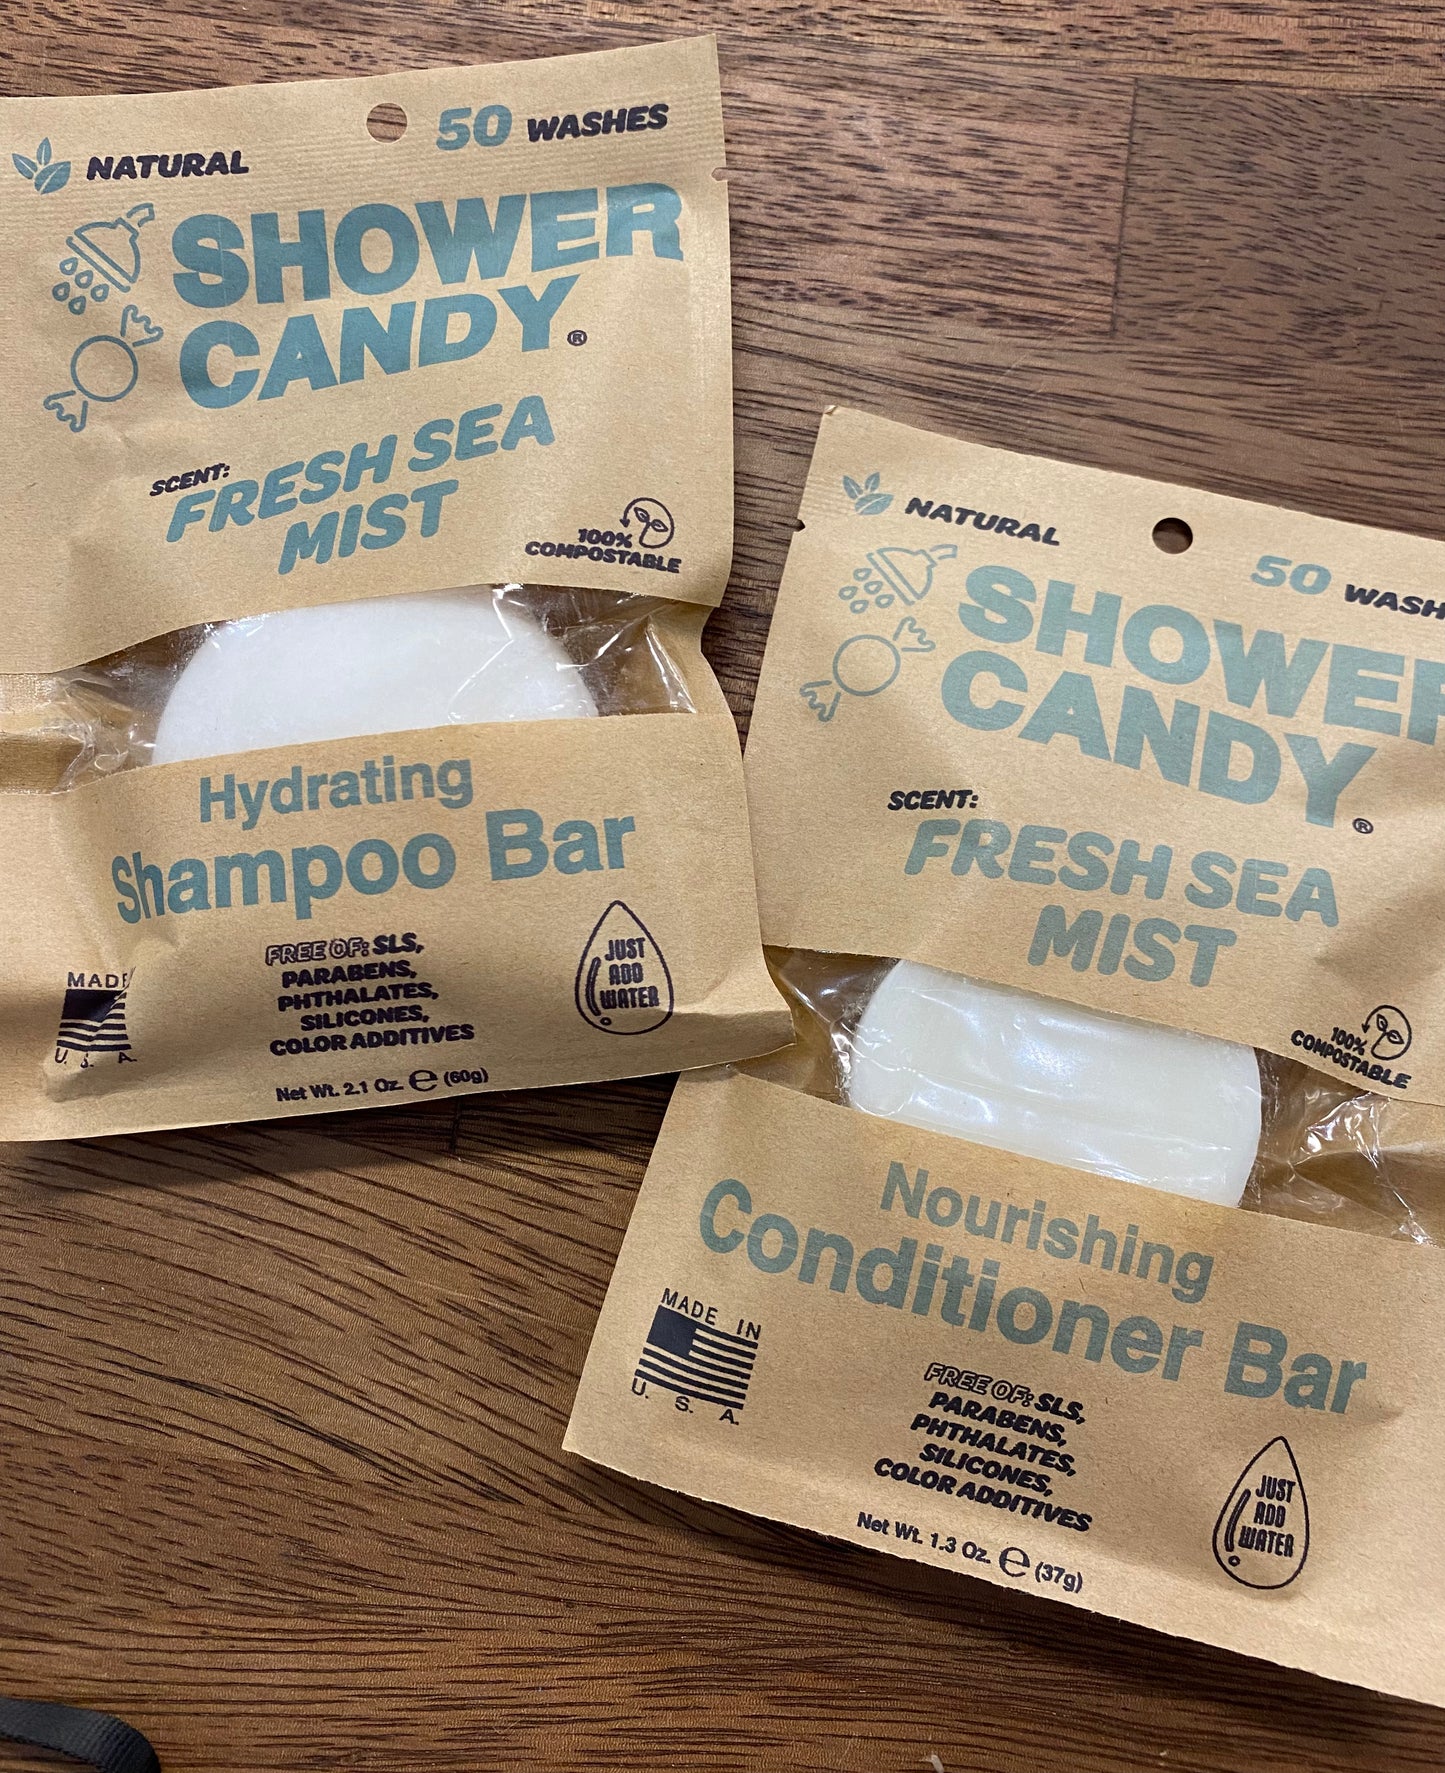 NATURAL
50 WASHES
SHOWER
CANDY®
SCENT:
FRESH SEA
MIST
100%
COMPOSTABLE
Hydrating
Shampoo Bar
FREE OF: SLS,
PARABENS,
PHTHALATES,
SILICONES,
COLOR ADDITIVES
MADE
U. S. A.
JUST
ADD
WATER
Net Wt. 2.1 Oz. ℮ (60g)
NATURAL
50 WASH
SHOWER
CANDY®
SCENT:
FRESH SEA
MIST
100%
COMPOSTABLE
Nourishing
Conditioner Bar
MADE IN
U. S. A.
FREE OF: SLS,
PARABENS,
PHTHALATES,
SILICONES,
COLOR ADDITIVES
JUST
ADD
WATER
Net Wt. 1.3 Oz. ℮ (37g)